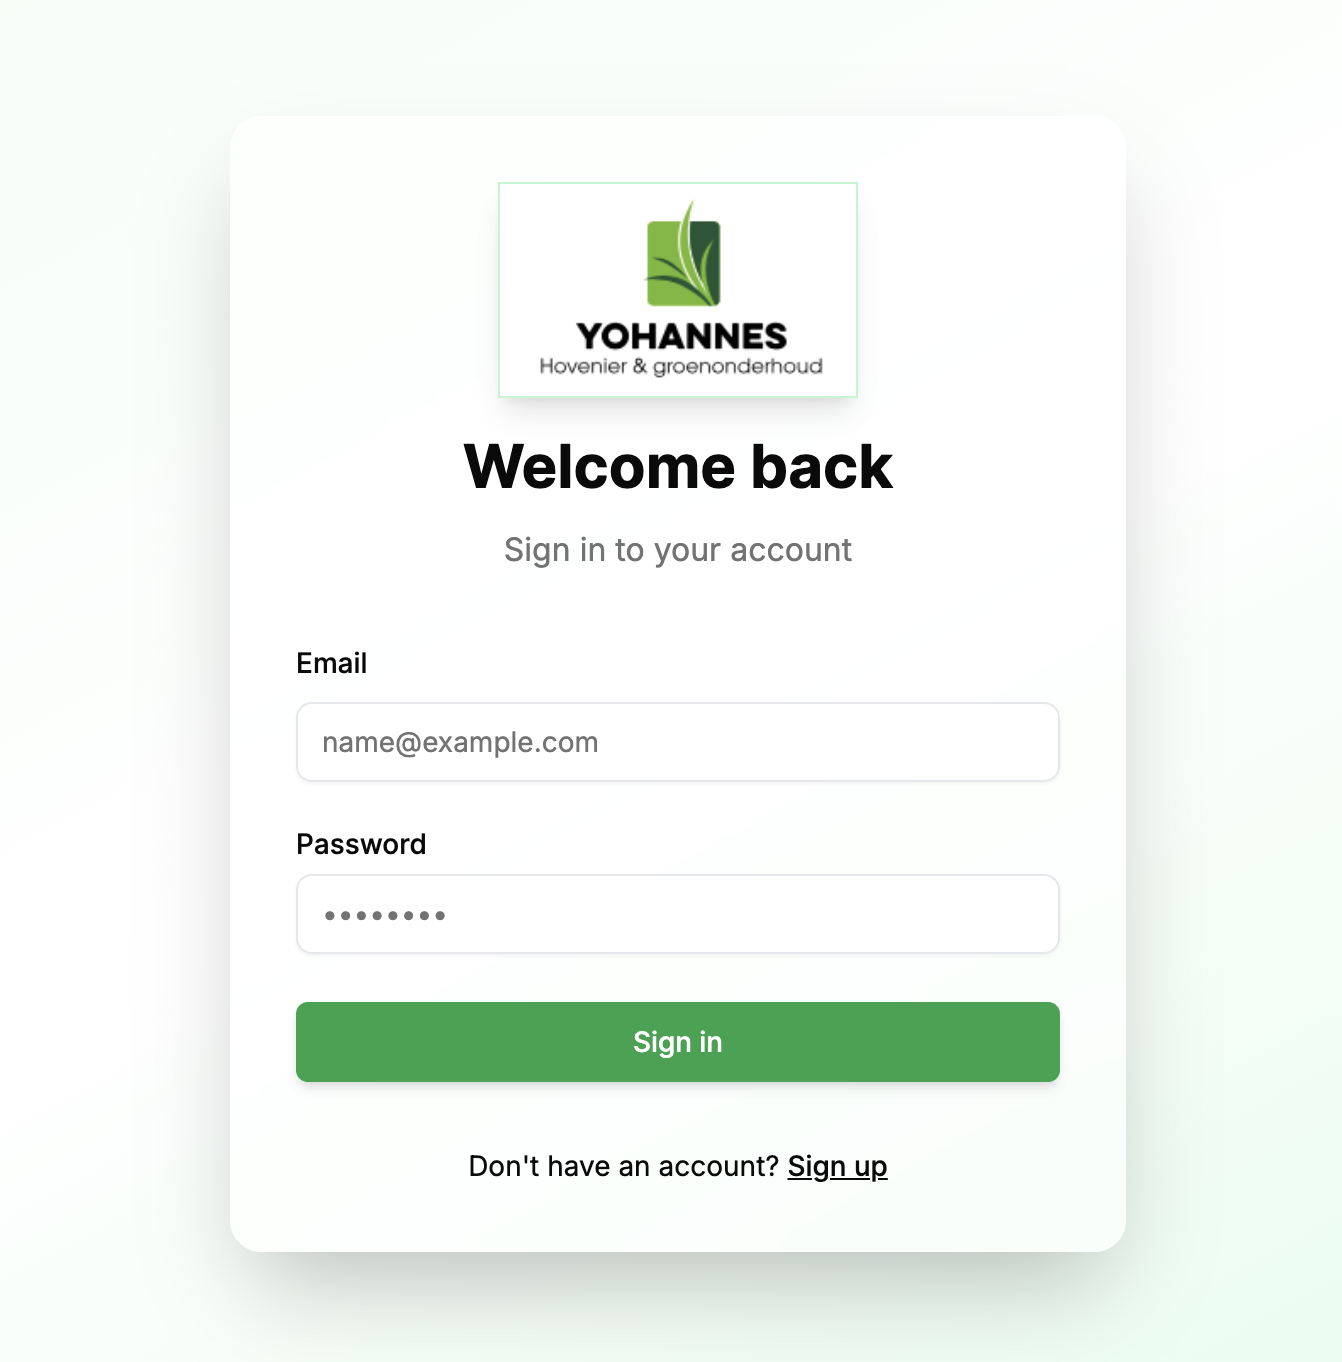 YOHANNES
Hovenier & groenonderhoud
Welcome back
Sign in to your account
Email
name@example.com
Password
••••••••
Sign in
Don't have an account? Sign up